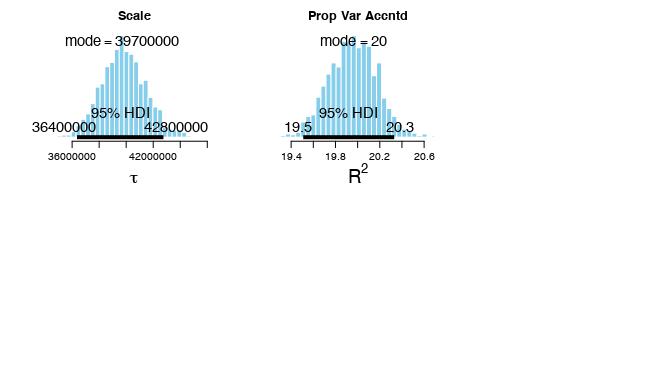 Scale
mode = 39700000
95% HDI
36400000 42800000
36000000 42000000
τ
Prop Var Accntd
mode = 20
95% HDI
19.5 20.3
19.4 19.8 20.2 20.6
R²